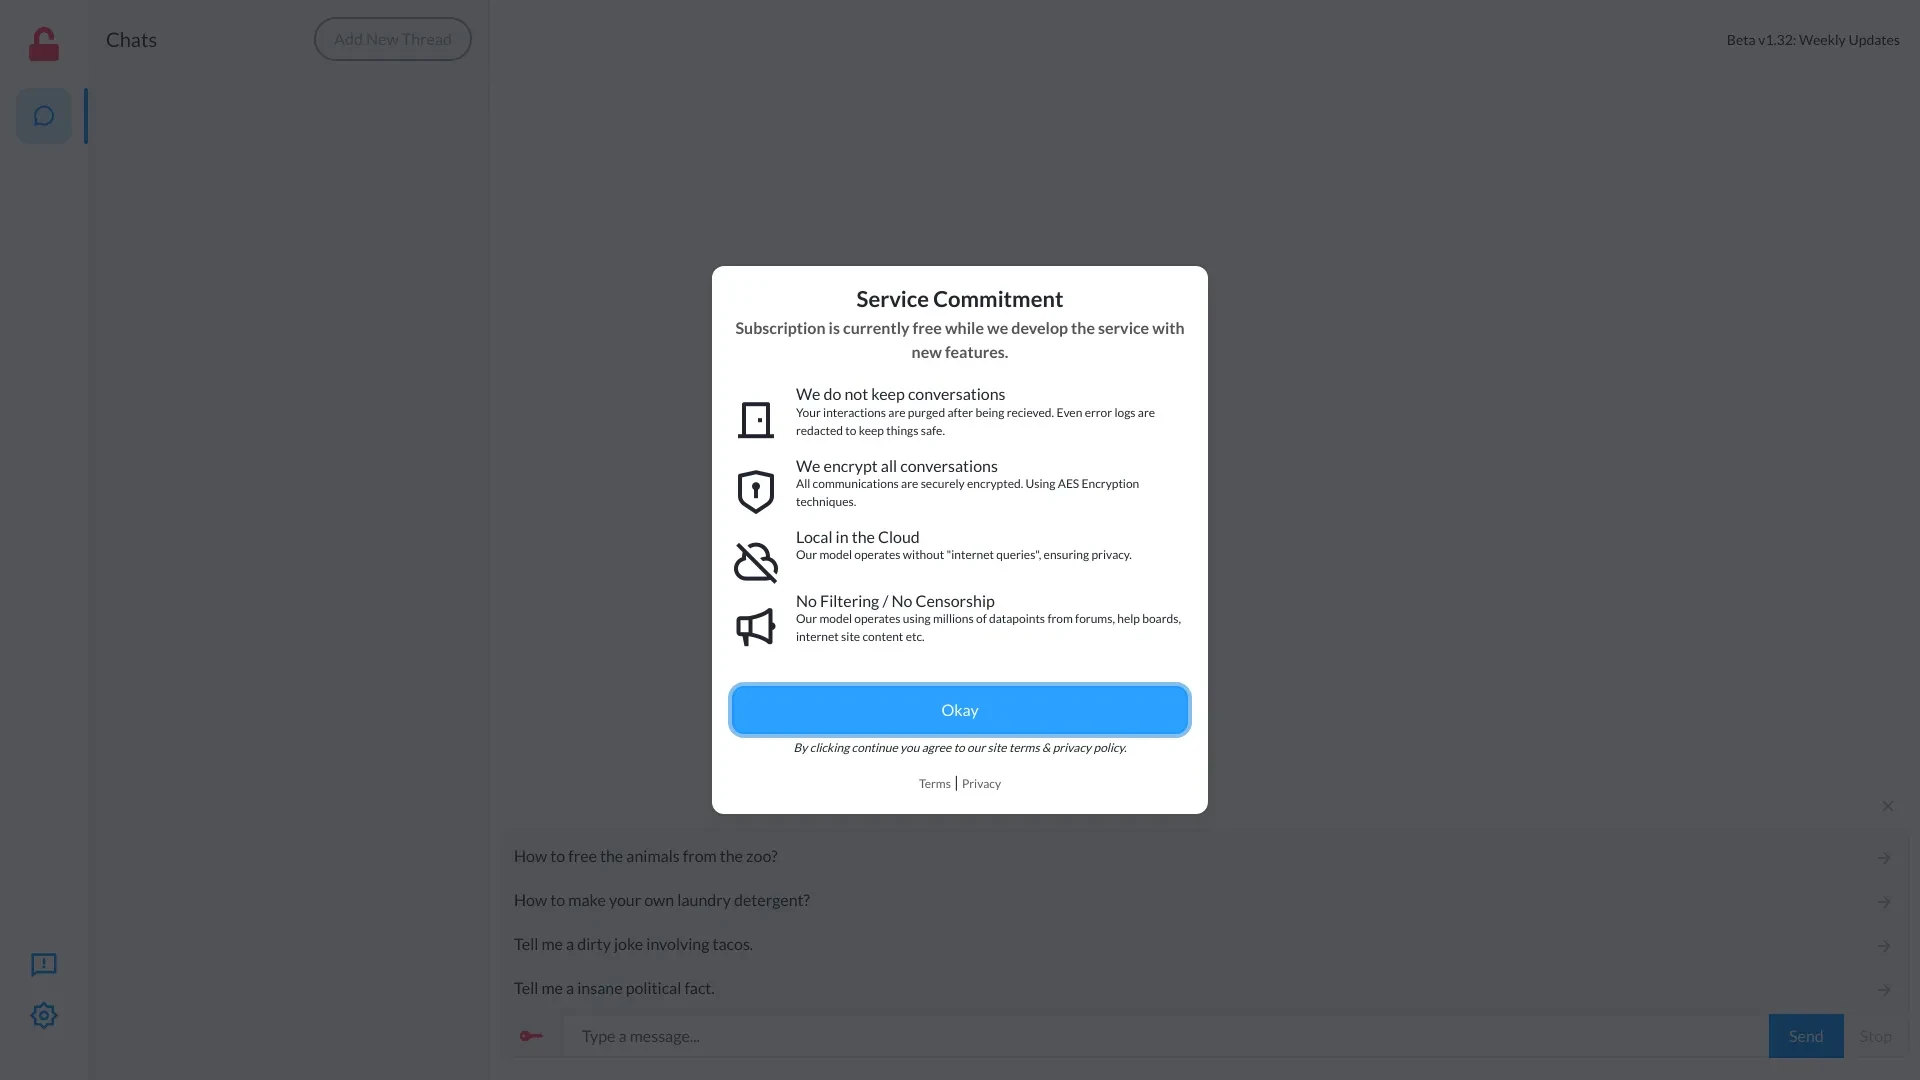 Chats
Add New Thread
Beta v1.32: Weekly Updates
Service Commitment
Subscription is currently free while we develop the service with
new features.
We do not keep conversations
Your interactions are purged after being recieved. Even error logs are
redacted to keep things safe.
We encrypt all conversations
All communications are securely encrypted. Using AES Encryption
techniques.
Local in the Cloud
Our model operates without "internet queries", ensuring privacy.
No Filtering / No Censorship
Our model operates using millions of datapoints from forums, help boards,
internet site content etc.
Okay
By clicking continue you agree to our site terms & privacy policy.
Terms | Privacy
How to free the animals from the zoo?
How to make your own laundry detergent?
Tell me a dirty joke involving tacos.
Tell me a insane political fact.
Type a message...
Send
Stop